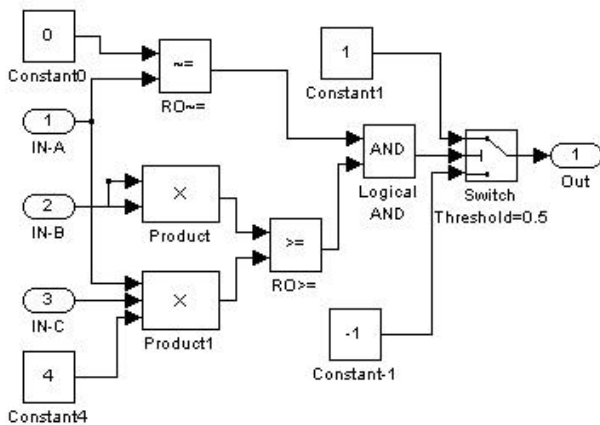 0
Constant0
~=
RO~=
1
Constant1
1
IN-A
AND
Logical
AND
Switch
Threshold=0.5
1
Out
2
IN-B
×
Product
>=
RO>=
3
IN-C
×
Product1
-1
Constant-1
4
Constant4